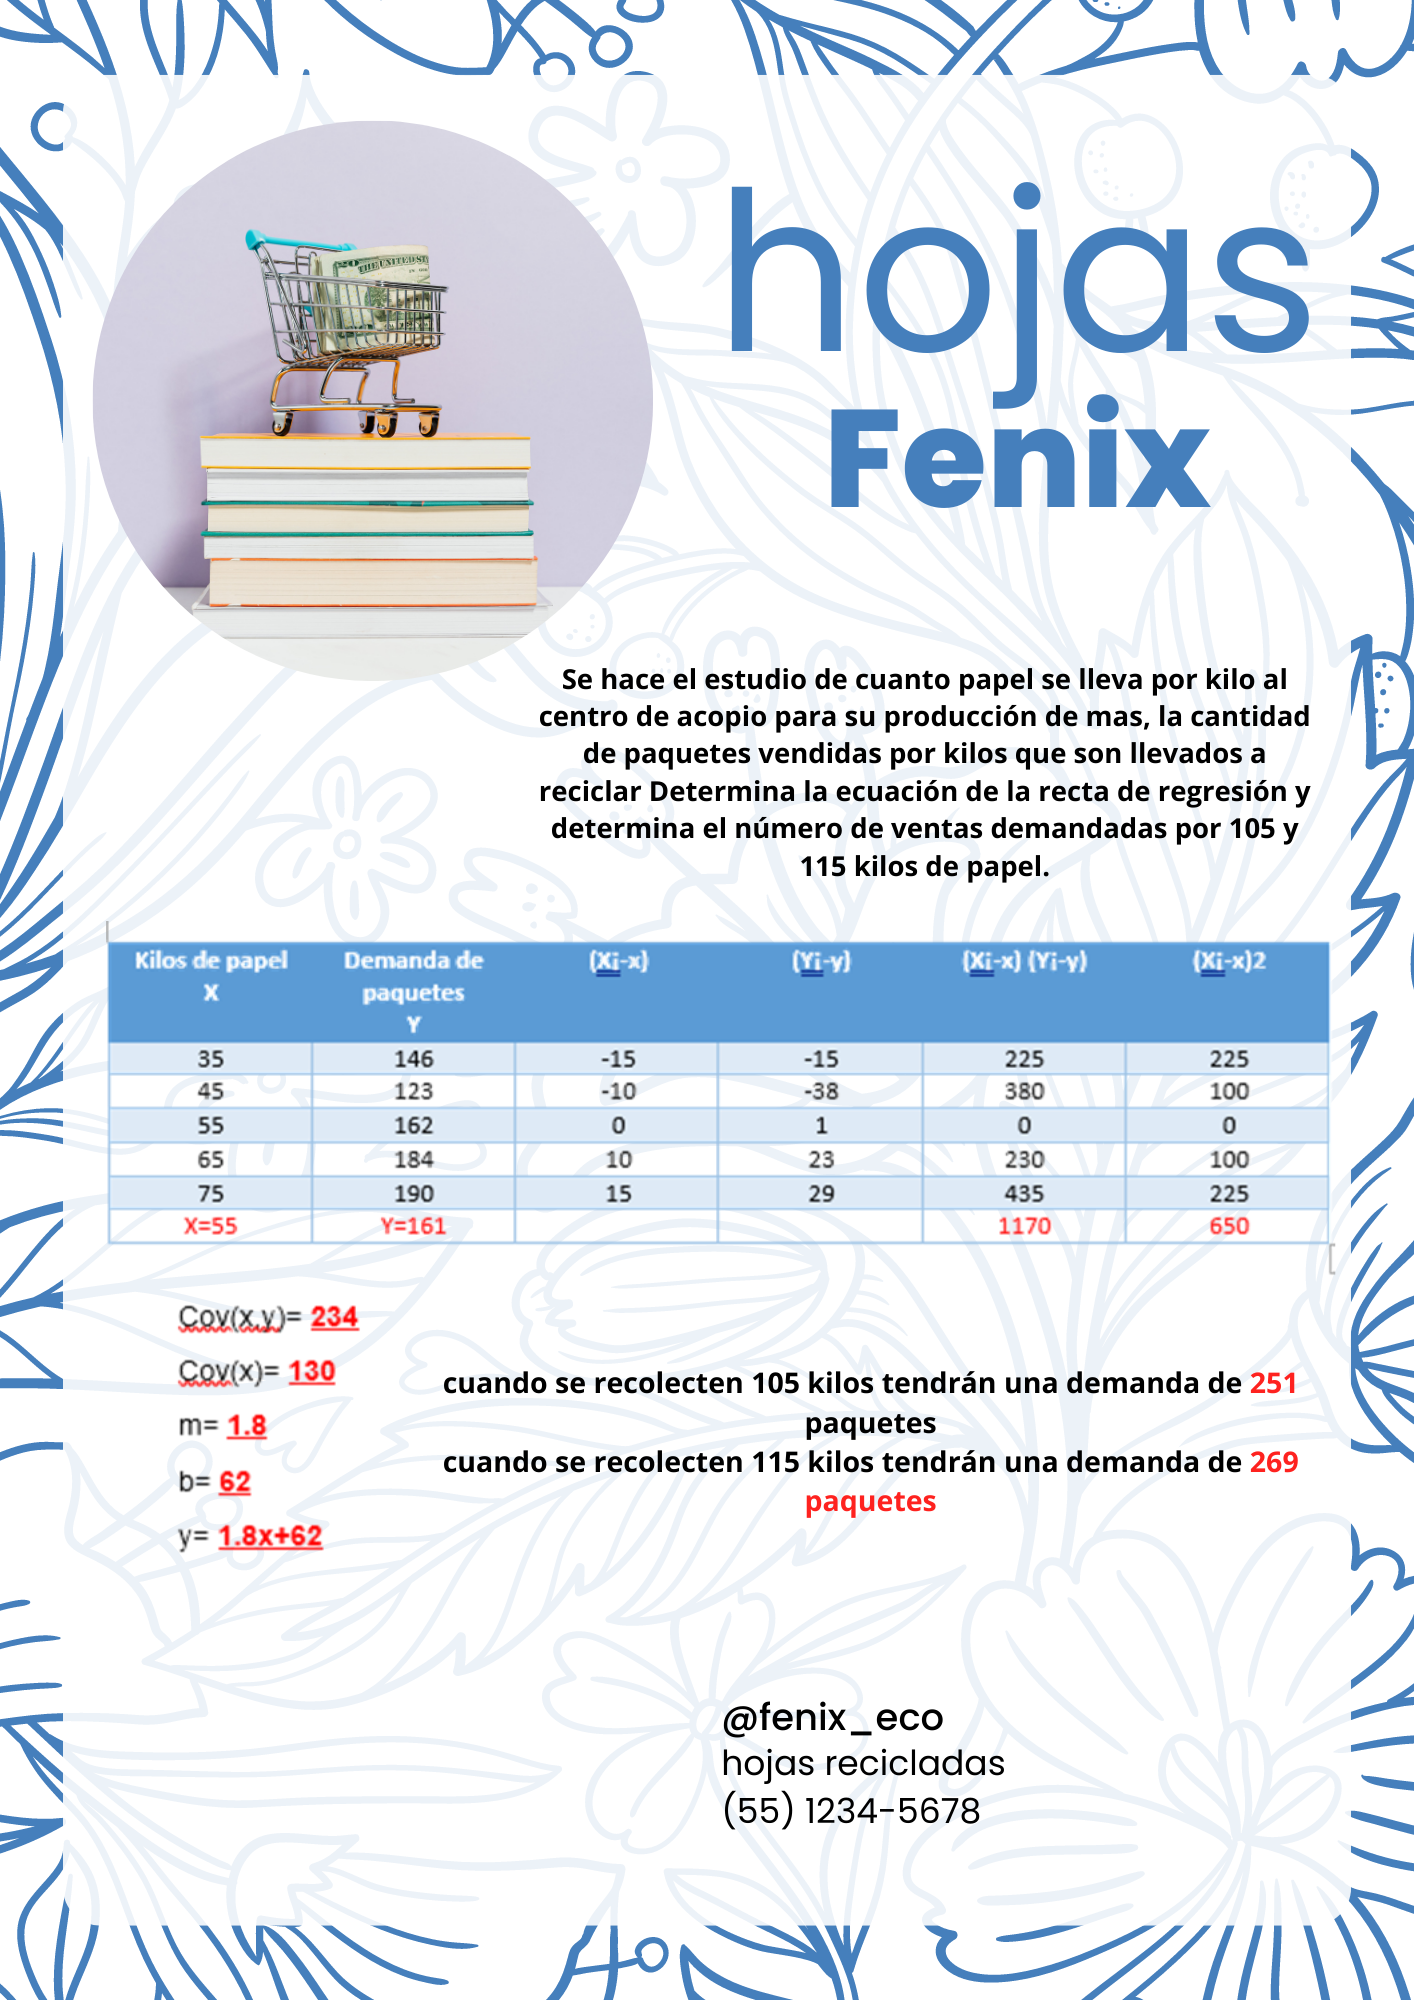 hojas
Fenix
THE UNITED ST
Se hace el estudio de cuanto papel se lleva por kilo al
centro de acopio para su producción de mas, la cantidad
de paquetes vendidas por kilos que son llevados a
reciclar Determina la ecuación de la recta de regresión y
determina el número de ventas demandadas por 105 y
115 kilos de papel.
Kilos de papel X Demanda de paquetes Y (Xi-x) (Yi-y) (Xi-x) (Yi-y) (Xi-x)2
35 146 -15 -15 225 225
45 123 -10 -38 380 100
55 162 0 1 0 0
65 184 10 23 230 100
75 190 15 29 435 225
X=55 Y=161 1170 650
Cov(x,y)= 234
Cov(x)= 130
m= 1.8
b= 62
y= 1.8x+62
cuando se recolecten 105 kilos tendrán una demanda de 251
paquetes
cuando se recolecten 115 kilos tendrán una demanda de 269
paquetes
@fenix_eco
hojas recicladas
(55) 1234-5678